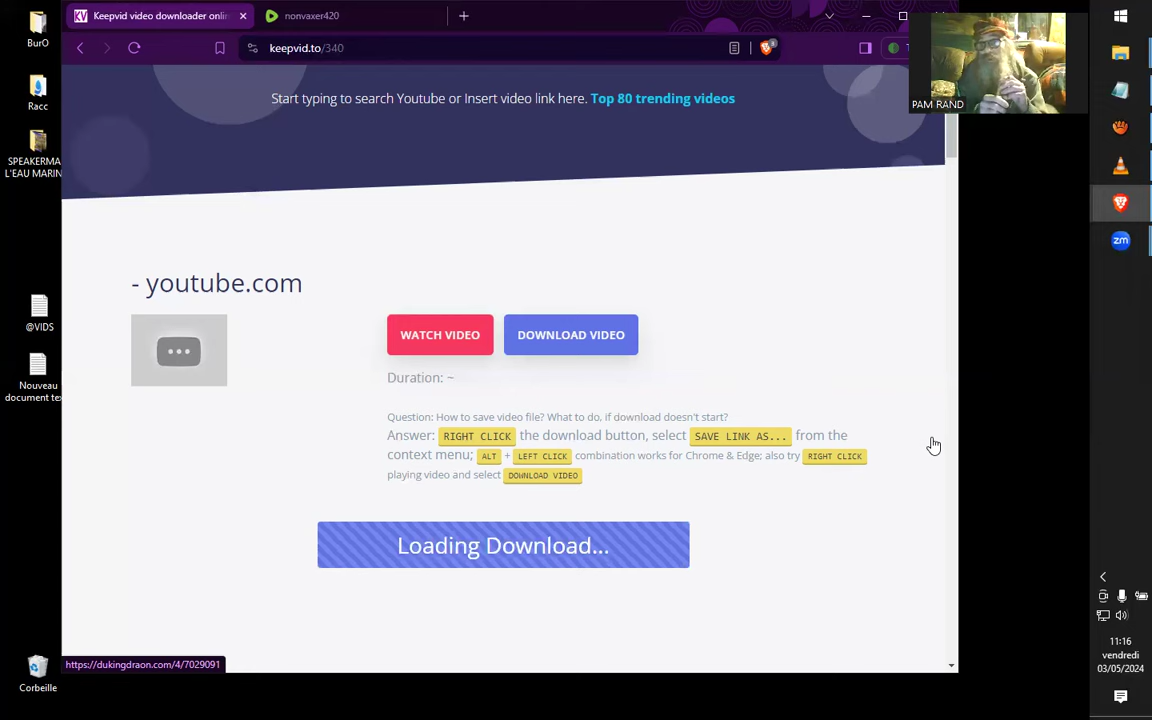 BurO
Racc
SPEAKERMA
L'EAU MARIN
@VIDS
Nouveau
document tex
Corbeille
Keepvid video downloader onlin
nonvaxer420
keepvid.to/340
3
Start typing to search Youtube or Insert video link here. Top 80 trending videos
- youtube.com
WATCH VIDEO
DOWNLOAD VIDEO
Duration: ~
Question: How to save video file? What to do, if download doesn't start?
Answer: RIGHT CLICK the download button, select SAVE LINK AS... from the
context menu; ALT + LEFT CLICK combination works for Chrome & Edge; also try RIGHT CLICK
playing video and select DOWNLOAD VIDEO
Loading Download...
https://dukingdraon.com/4/7029091
PAM RAND
zm
11:16
vendredi
03/05/2024